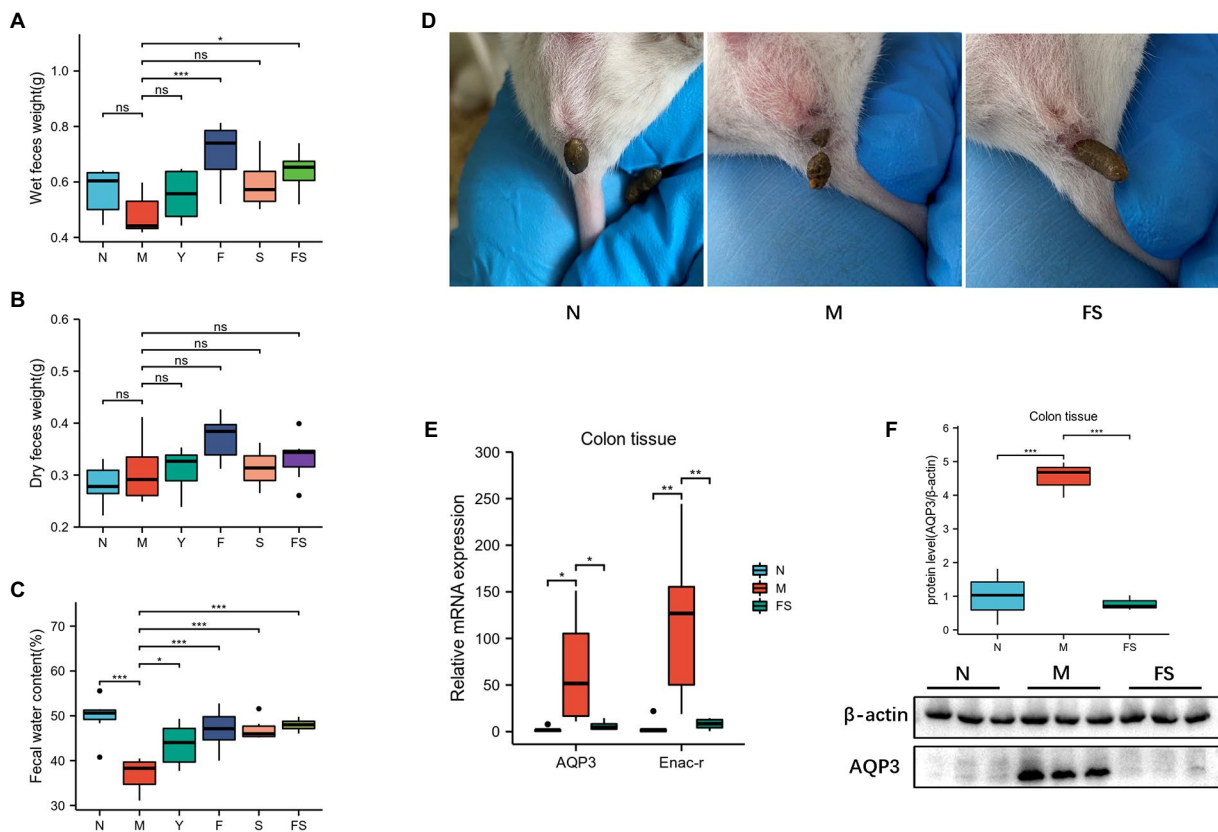 A
Wet feces weight(g)
1.0
0.8
0.6
0.4
*
ns
***
ns
ns
N M Y F S FS
B
Dry feces weight(g)
0.6
0.5
0.4
0.3
0.2
ns
ns
ns
ns
ns
N M Y F S FS
C
Fecal water content(%)
70
60
50
40
30
***
***
***
*
***
N M Y F S FS
D
N M FS
E
Colon tissue
Relative mRNA expression
300
250
200
150
100
50
0
** **
* *
AQP3 Enac-r
N
M
FS
F
Colon tissue
protein level(AQP3/β-actin)
6
5
4
3
2
1
0
***
***
N M FS
N M FS
β-actin
AQP3